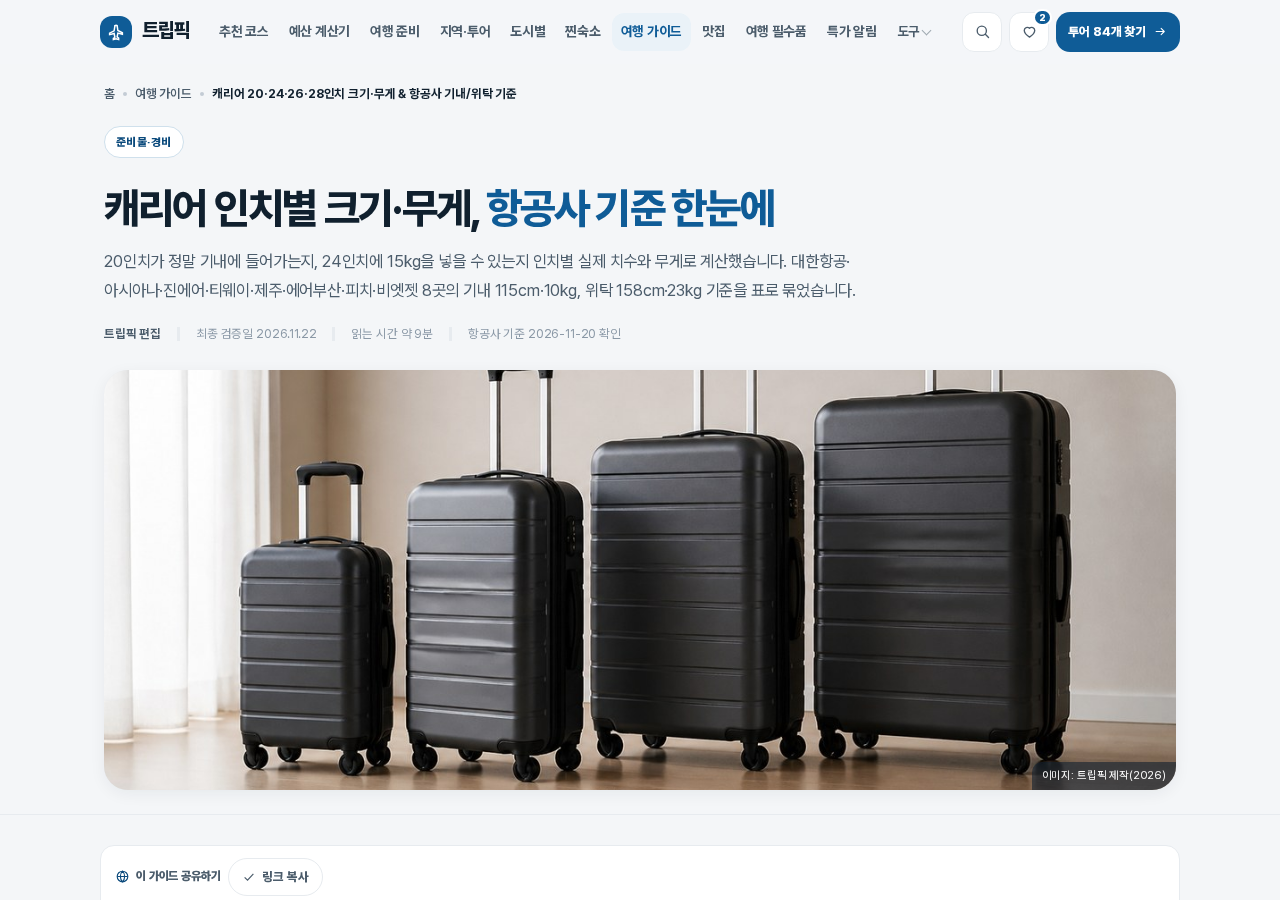 트립픽
추천 코스
예산 계산기
여행 준비
지역·투어
도시별
찐숙소
여행 가이드
맛집
여행 필수품
특가 알림
도구
2
투어 84개 찾기 →
홈 • 여행 가이드 • 캐리어 20·24·26·28인치 크기·무게 & 항공사 기내/위탁 기준
준비물·경비
캐리어 인치별 크기·무게, 항공사 기준 한눈에
20인치가 정말 기내에 들어가는지, 24인치에 15kg을 넣을 수 있는지 인치별 실제 치수와 무게로 계산했습니다. 대한항공·
아시아나·진에어·티웨이·제주·에어부산·피치·비엣젯 8곳의 기내 115cm·10kg, 위탁 158cm·23kg 기준을 표로 묶었습니다.
트립픽 편집
최종 검증일 2026.11.22
읽는 시간 약 9분
항공사 기준 2026-11-20 확인
이미지: 트립픽 제작(2026)
이 가이드 공유하기
링크 복사